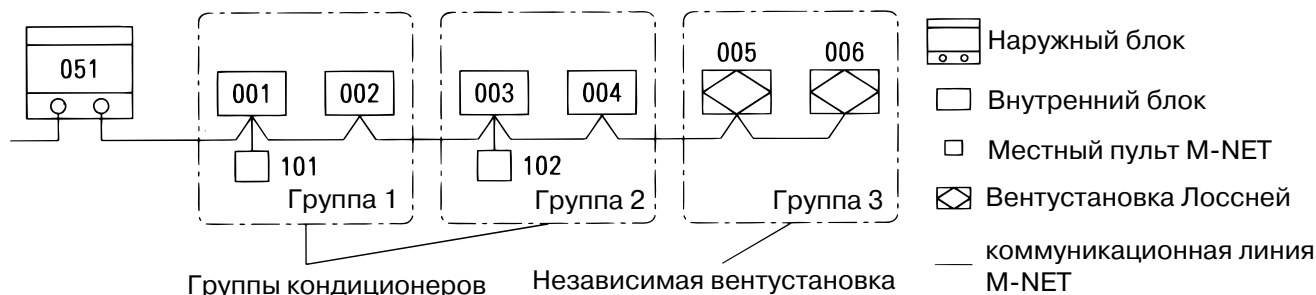 051
001
002
003
004
005
006
101
102
Группа 1
Группа 2
Группа 3
Группы кондиционеров
Независимая вентустановка
Наружный блок
Внутренний блок
Местный пульт M-NET
Вентустановка Лоссней
коммуникационная линия
M-NET